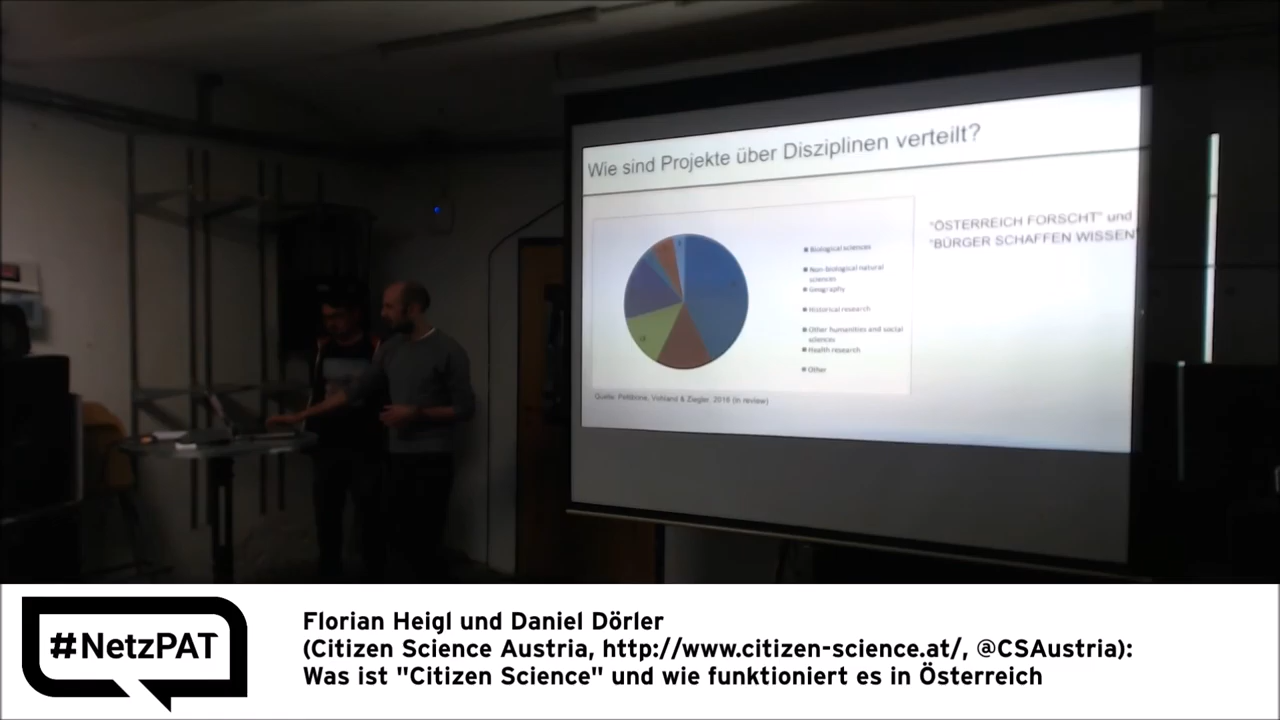 Wie sind Projekte über Disziplinen verteilt?
"ÖSTERREICH FORSCHT" und
"BÜRGER SCHAFFEN WISSEN"
Biological sciences
Non-biological natural
sciences
Geography
Historical research
Other humanities and social
sciences
Health research
Other
Quelle: Pettibone, Vohland & Ziegler, 2016 (in review)
#NetzPAT
Florian Heigl und Daniel Dörler
(Citizen Science Austria, http://www.citizen-science.at/, @CSAustria):
Was ist "Citizen Science" und wie funktioniert es in Österreich